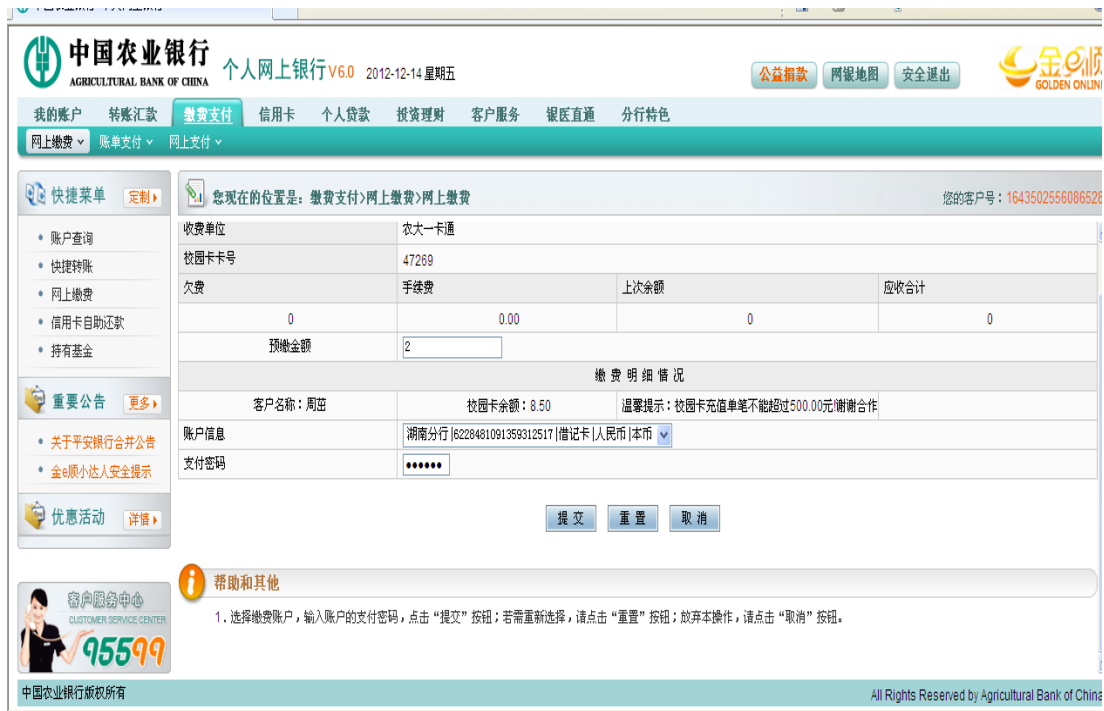 中国农业银行
AGRICULTURAL BANK OF CHINA
个人网上银行V6.0 2012-12-14 星期五
公益捐款 网银地图 安全退出
金e顺
GOLDEN ONLIN
我的账户 转账汇款 缴费支付 信用卡 个人贷款 投资理财 客户服务 银医直通 分行特色
网上缴费 账单支付 网上支付
快捷菜单 定制
账户查询
快捷转账
网上缴费
信用卡自助还款
持有基金
重要公告 更多
关于平安银行合并公告
金e顺小达人安全提示
优惠活动 详情
客户服务中心
CUSTOMER SERVICE CENTER
95599
您现在的位置是：缴费支付>网上缴费>网上缴费
您的客户号：1643502556086528
收费单位 农大一卡通
校园卡卡号 47269
欠费 手续费 上次余额 应收合计
0 0.00 0 0
预缴金额 2
缴费明细情况
客户名称：周茁 校园卡余额：8.50 温馨提示：校园卡充值单笔不能超过500.00元!谢谢合作
账户信息 湖南分行|6228481091359312517|借记卡|人民币|本币
支付密码 ••••••
提交 重置 取消
帮助和其他
1．选择缴费账户，输入账户的支付密码，点击“提交”按钮；若需重新选择，请点击“重置”按钮；放弃本操作，请点击“取消”按钮。
中国农业银行版权所有
All Rights Reserved by Agricultural Bank of China